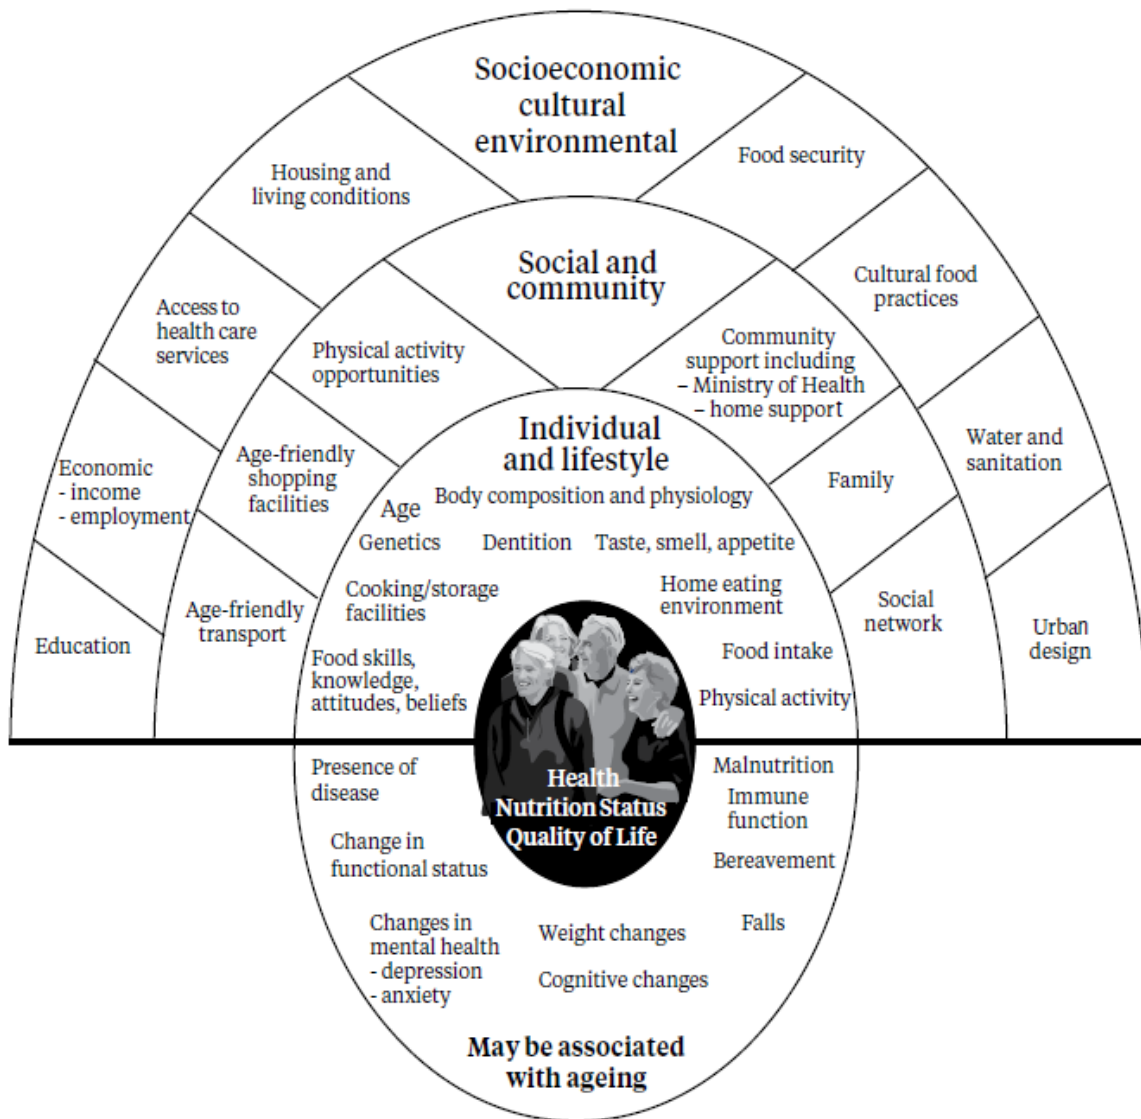 Socioeconomic
cultural
environmental
Housing and
living conditions
Food security
Access to
health care
services
Cultural food
practices
Economic
- income
- employment
Water and
sanitation
Education
Urban
design
Social and
community
Physical activity
opportunities
Community
support including
– Ministry of Health
– home support
Age-friendly
shopping
facilities
Family
Age-friendly
transport
Social
network
Individual
and lifestyle
Body composition and physiology
Age
Genetics
Dentition
Taste, smell, appetite
Cooking/storage
facilities
Home eating
environment
Food skills,
knowledge,
attitudes, beliefs
Food intake
Physical activity
Health
Nutrition Status
Quality of Life
Presence of
disease
Malnutrition
Immune
function
Change in
functional status
Bereavement
Changes in
mental health
- depression
- anxiety
Weight changes
Falls
Cognitive changes
May be associated
with ageing